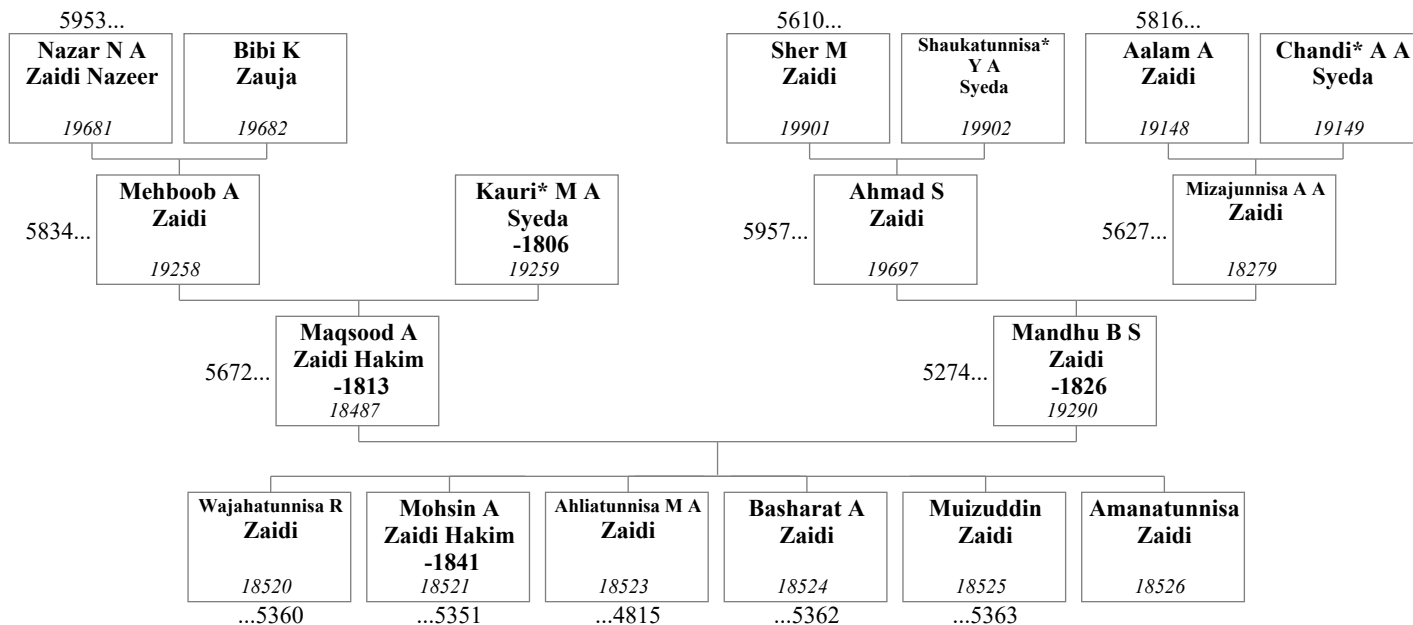 5953...
5610...
5816...
Nazar N A
Zaidi Nazeer
19681
Bibi K
Zauja
19682
Sher M
Zaidi
19901
Shaukatunnisa*
Y A
Syeda
19902
Aalam A
Zaidi
19148
Chandi* A A
Syeda
19149
5834...
Mehboob A
Zaidi
19258
Kauri* M A
Syeda
-1806
19259
5957...
Ahmad S
Zaidi
19697
5627...
Mizajunnisa A A
Zaidi
18279
5672...
Maqsood A
Zaidi Hakim
-1813
18487
5274...
Mandhu B S
Zaidi
-1826
19290
Wajahatunnisa R
Zaidi
18520
...5360
Mohsin A
Zaidi Hakim
-1841
18521
...5351
Ahliatunnisa M A
Zaidi
18523
...4815
Basharat A
Zaidi
18524
...5362
Muizuddin
Zaidi
18525
...5363
Amanatunnisa
Zaidi
18526